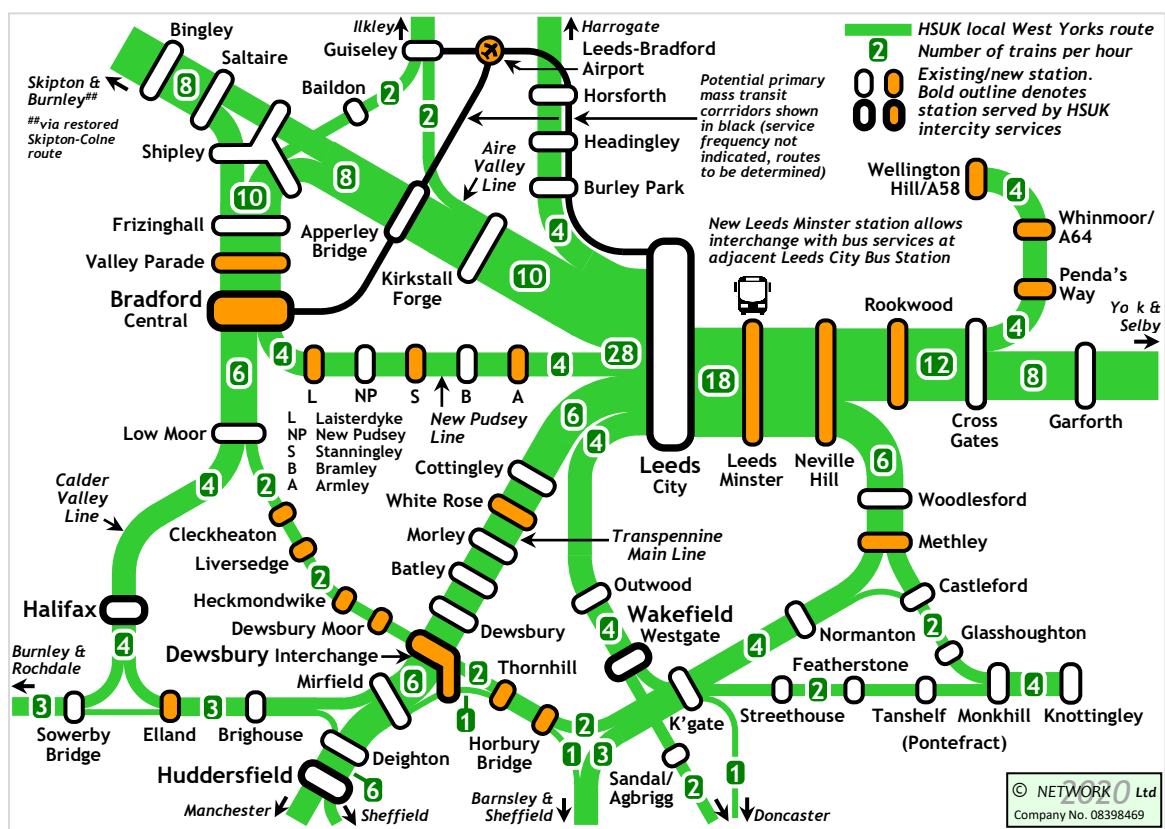 Bingley
Saltaire
Skipton &
Burnley##
##via restored
Skipton-Colne
route
8
Shipley
10
8
Frizinghall
Valley Parade
Bradford
Central
Ilkley
Guiseley
Baildon
2
2
Aire
Valley
Line
Apperley
Bridge
Kirkstall
Forge
10
Harrogate
Leeds-Bradford
Airport
Horsforth
Headingley
Burley Park
4
Potential primary
mass transit
corrridors shown
in black (service
frequency not
indicated, routes
to be determined)
HSUK local West Yorks route
2
Number of trains per hour
Existing/new station.
Bold outline denotes
station served by HSUK
intercity services
Wellington
Hill/A58
4
Whinmoor/
A64
Penda's
Way
4
New Leeds Minster station allows
interchange with bus services at
adjacent Leeds City Bus Station
Rookwood
Yo k &
Selby
28
18
12
8
Leeds
City
Leeds
Minster
Neville
Hill
Cross
Gates
Garforth
4
4
L
NP
S
B
A
L Laisterdyke
NP New Pudsey
S Stanningley
B Bramley
A Armley
New Pudsey
Line
6
Low Moor
4
2
Calder
Valley
Line
Cleckheaton
Liversedge
2
Heckmondwike
Dewsbury Moor
Dewsbury Interchange
6
4
Cottingley
White Rose
Morley
Batley
Dewsbury
Transpennine
Main Line
6
Woodlesford
Methley
Castleford
2
Glasshoughton
Outwood
4
Wakefield
Westgate
4
Normanton
Featherstone
2
4
Streethouse
Tanshelf
Monkhill
Knottingley
(Pontefract)
K'gate
Halifax
4
Burnley &
Rochdale
3
Sowerby
Bridge
Elland
3
Brighouse
Mirfield
6
2
Thornhill
1
Horbury
Bridge
2
1
3
Deighton
6
Huddersfield
Manchester
Sheffield
Barnsley &
Sheffield
Sandal/
Agbrigg
2
1
Doncaster
© NETWORK 2020 Ltd
Company No. 08398469